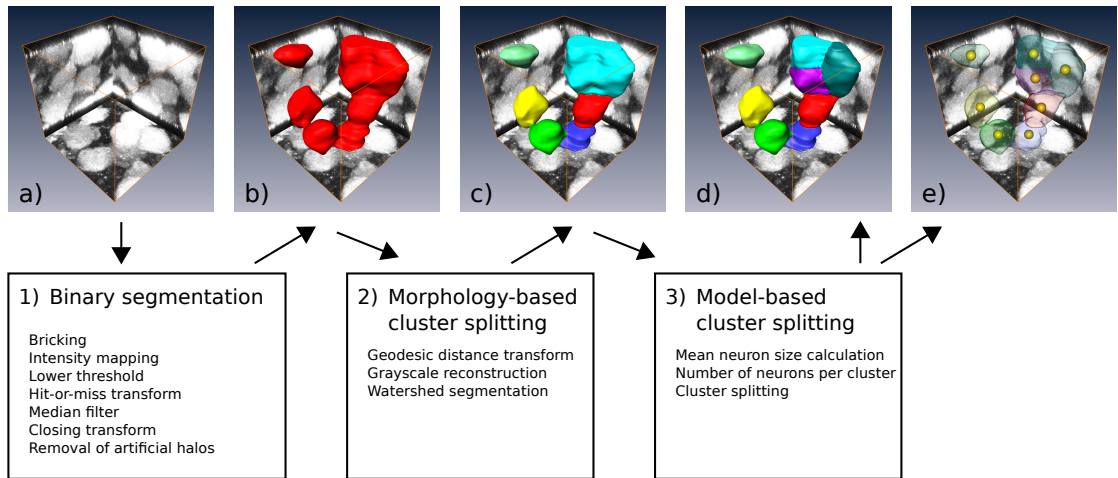 a)
b)
c)
d)
e)
1) Binary segmentation
Bricking
Intensity mapping
Lower threshold
Hit-or-miss transform
Median filter
Closing transform
Removal of artificial halos
2) Morphology-based
cluster splitting
Geodesic distance transform
Grayscale reconstruction
Watershed segmentation
3) Model-based
cluster splitting
Mean neuron size calculation
Number of neurons per cluster
Cluster splitting